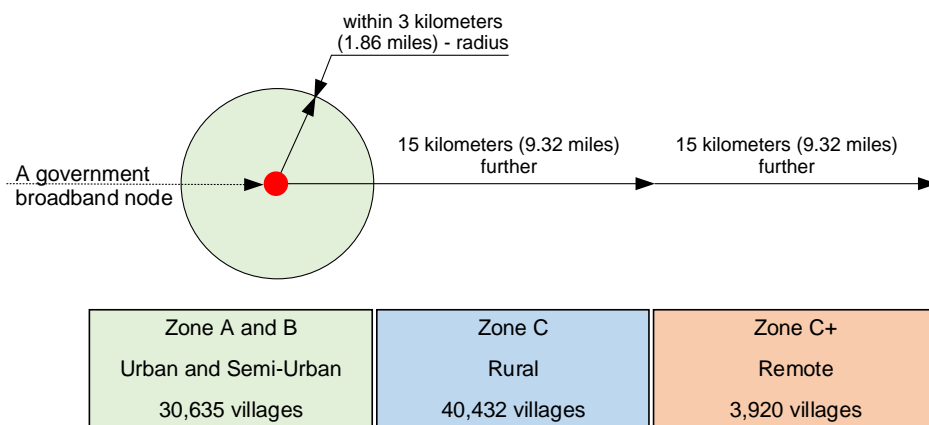 within 3 kilometers
(1.86 miles) - radius
15 kilometers (9.32 miles)
further
15 kilometers (9.32 miles)
further
A government
broadband node
Zone A and B
Urban and Semi-Urban
30,635 villages
Zone C
Rural
40,432 villages
Zone C+
Remote
3,920 villages